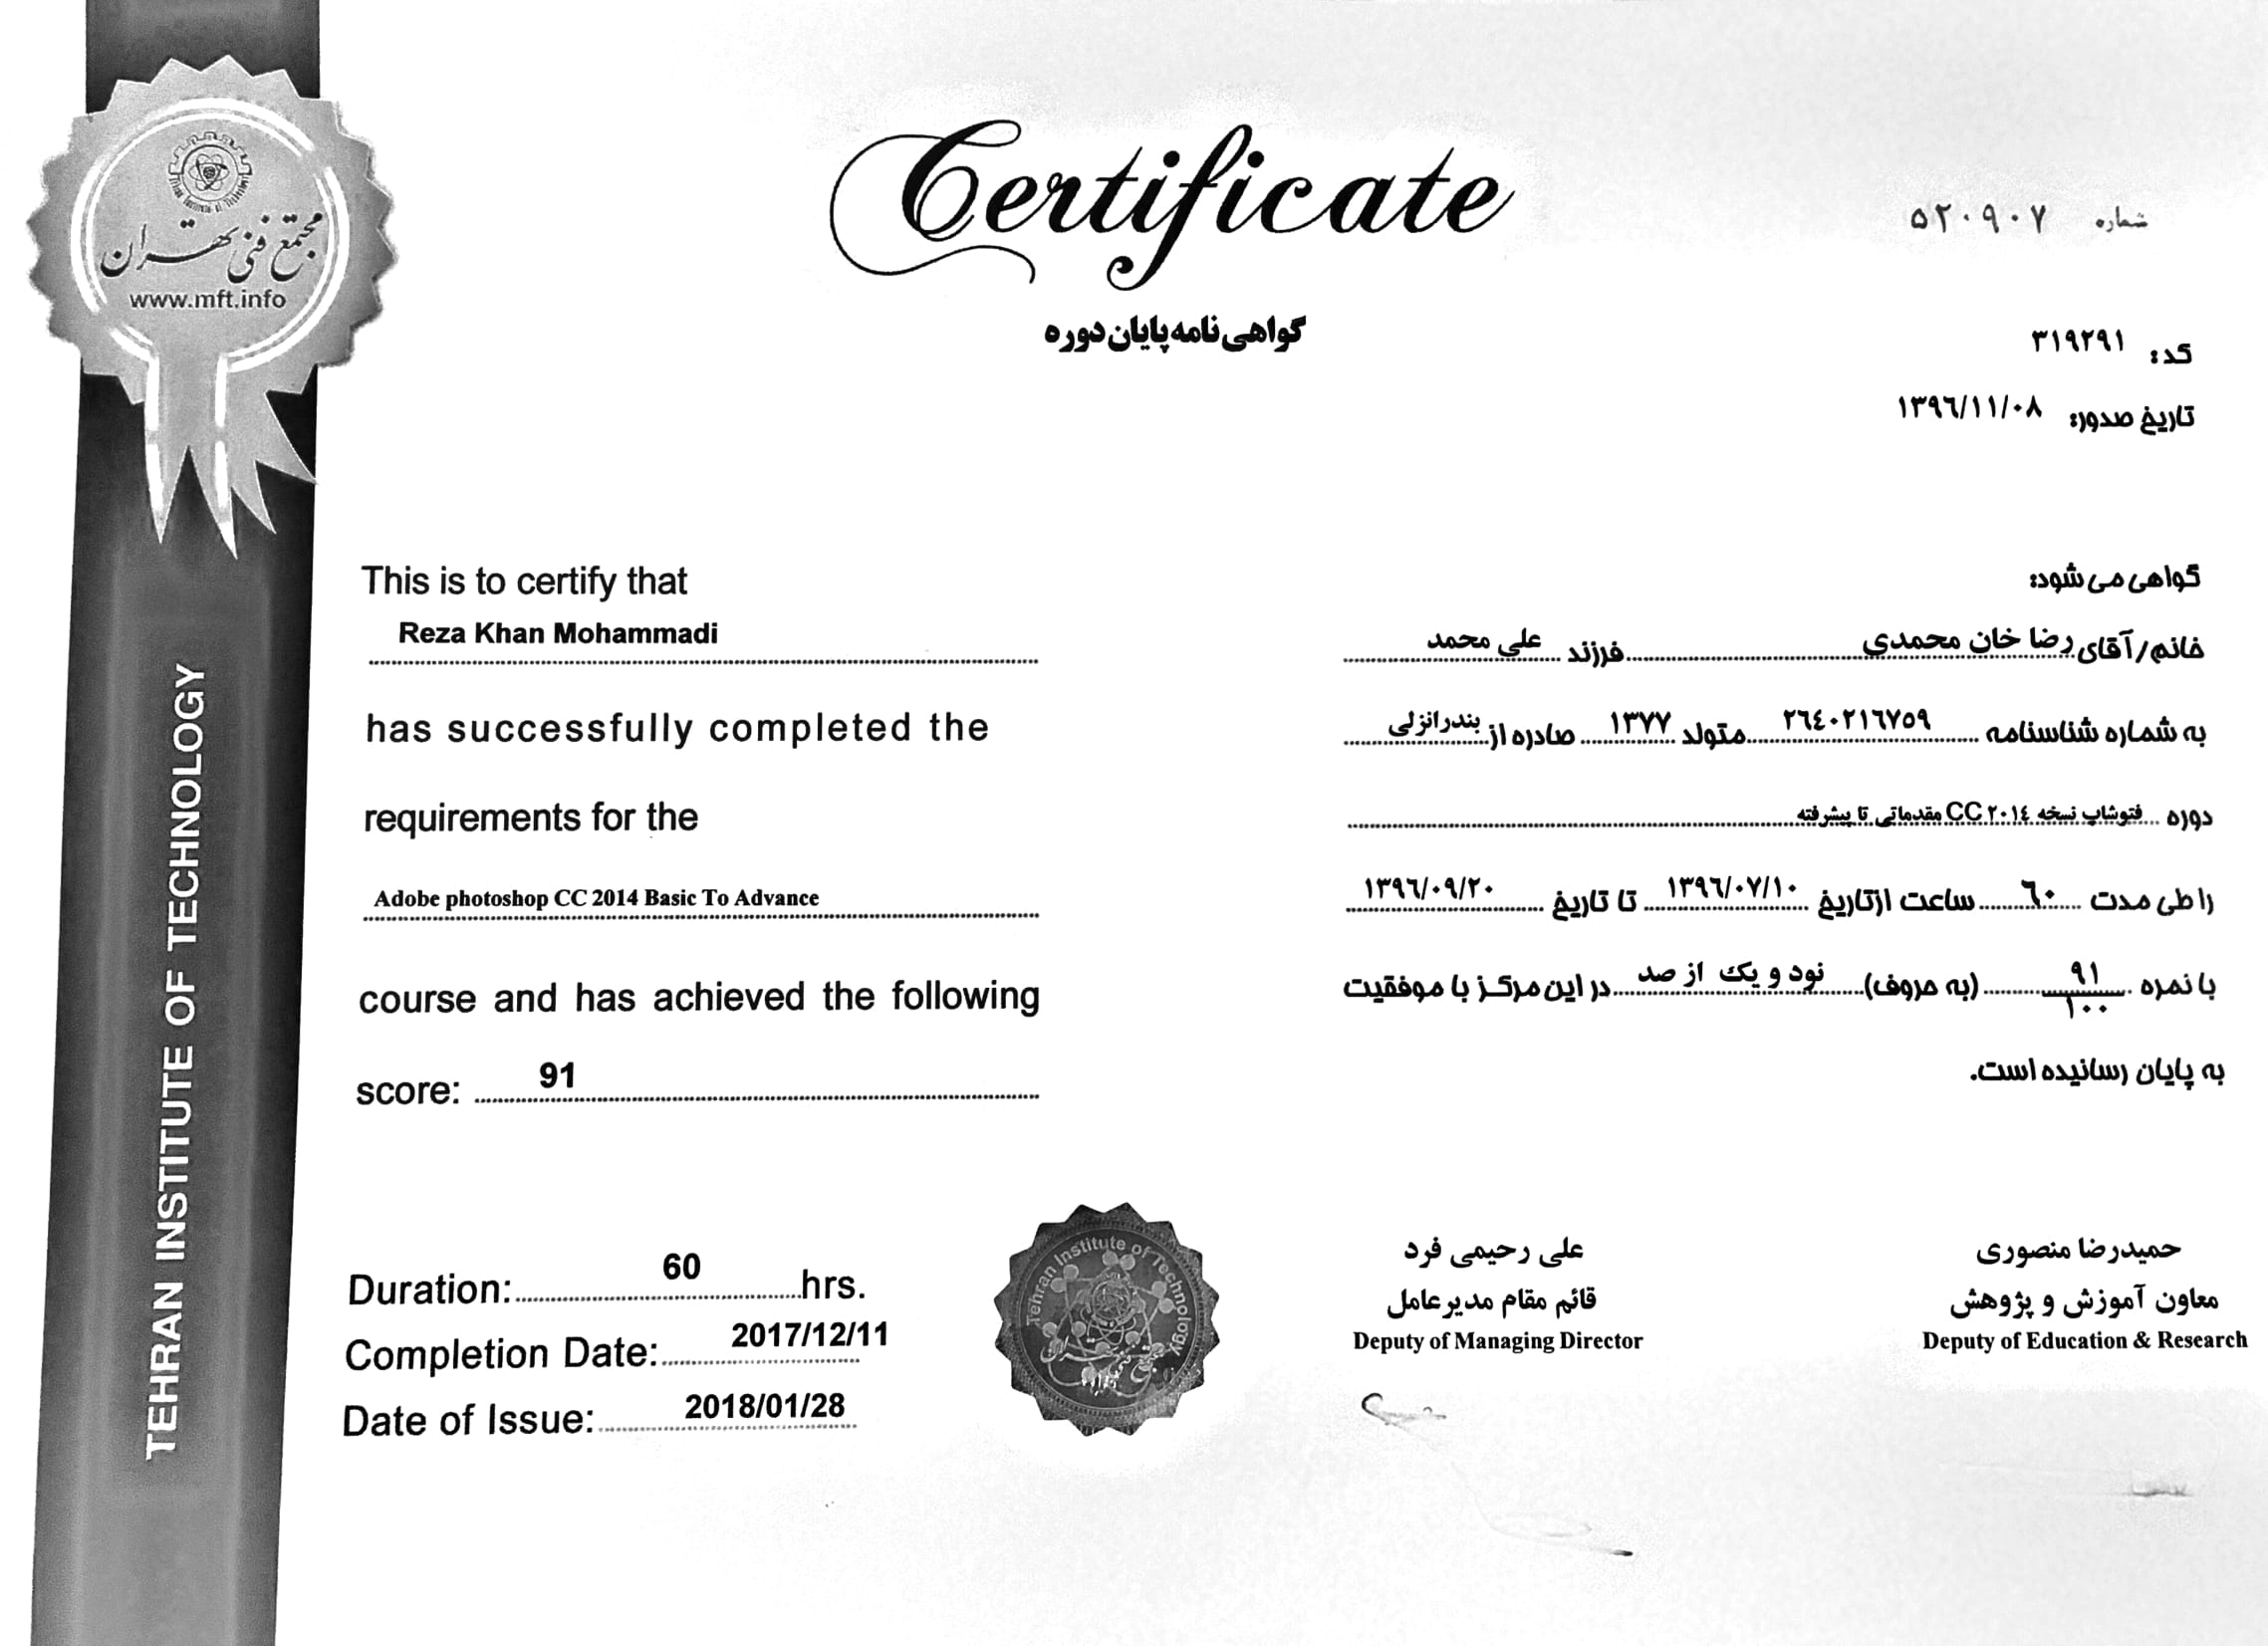 مجتمع فنی تهران
www.mft.info
TEHRAN INSTITUTE OF TECHNOLOGY
Certificate
گواهی نامه پایان دوره
شماره ۵۲۰۹۰۷
کد: ۳۱۹۲۹۱
تاریخ صدور: ۱۳۹٦/۱۱/۰۸
This is to certify that
Reza Khan Mohammadi
has successfully completed the
requirements for the
Adobe photoshop CC 2014 Basic To Advance
course and has achieved the following
score: 91
Duration: 60 hrs.
Completion Date: 2017/12/11
Date of Issue: 2018/01/28
گواهی می شود:
خانم/آقای رضا خان محمدی فرزند علی محمد
به شماره شناسنامه ۲٦٤۰۲۱٦۷۵۹ متولد ۱۳۷۷ صادره از بندرانزلی
دوره فتوشاپ نسخه CC ۲۰۱٤ مقدماتی تا پیشرفته
را طی مدت ٦۰ ساعت ازتاریخ ۱۳۹٦/۰۷/۱۰ تا تاریخ ۱۳۹٦/۰۹/۲۰
با نمره ۹۱/۱۰۰ (به حروف) نود و یک از صد در این مرکز با موفقیت
به پایان رسانیده است.
Tehran Institute of Technology
علی رحیمی فرد
قائم مقام مدیرعامل
Deputy of Managing Director
حمیدرضا منصوری
معاون آموزش و پژوهش
Deputy of Education & Research